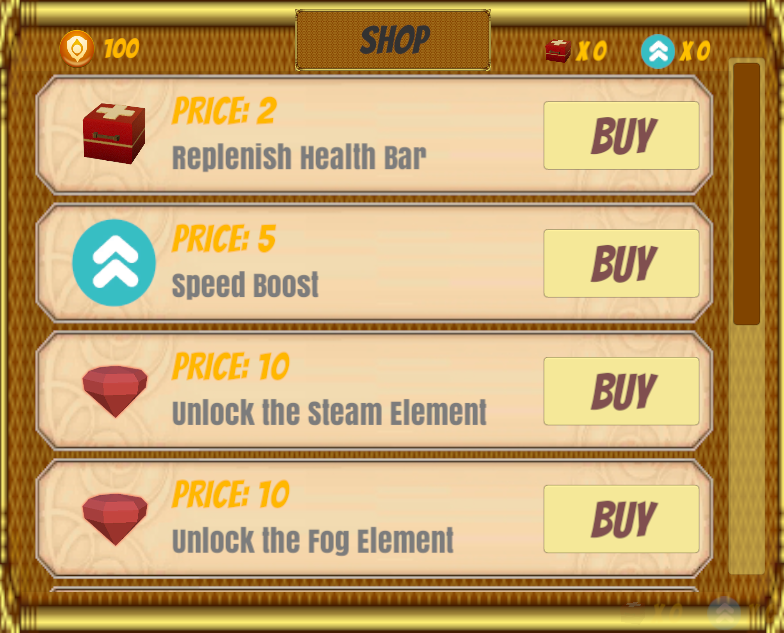 SHOP
100
X 0
X 0
PRICE: 2
Replenish Health Bar
BUY
PRICE: 5
Speed Boost
BUY
PRICE: 10
Unlock the Steam Element
BUY
PRICE: 10
Unlock the Fog Element
BUY